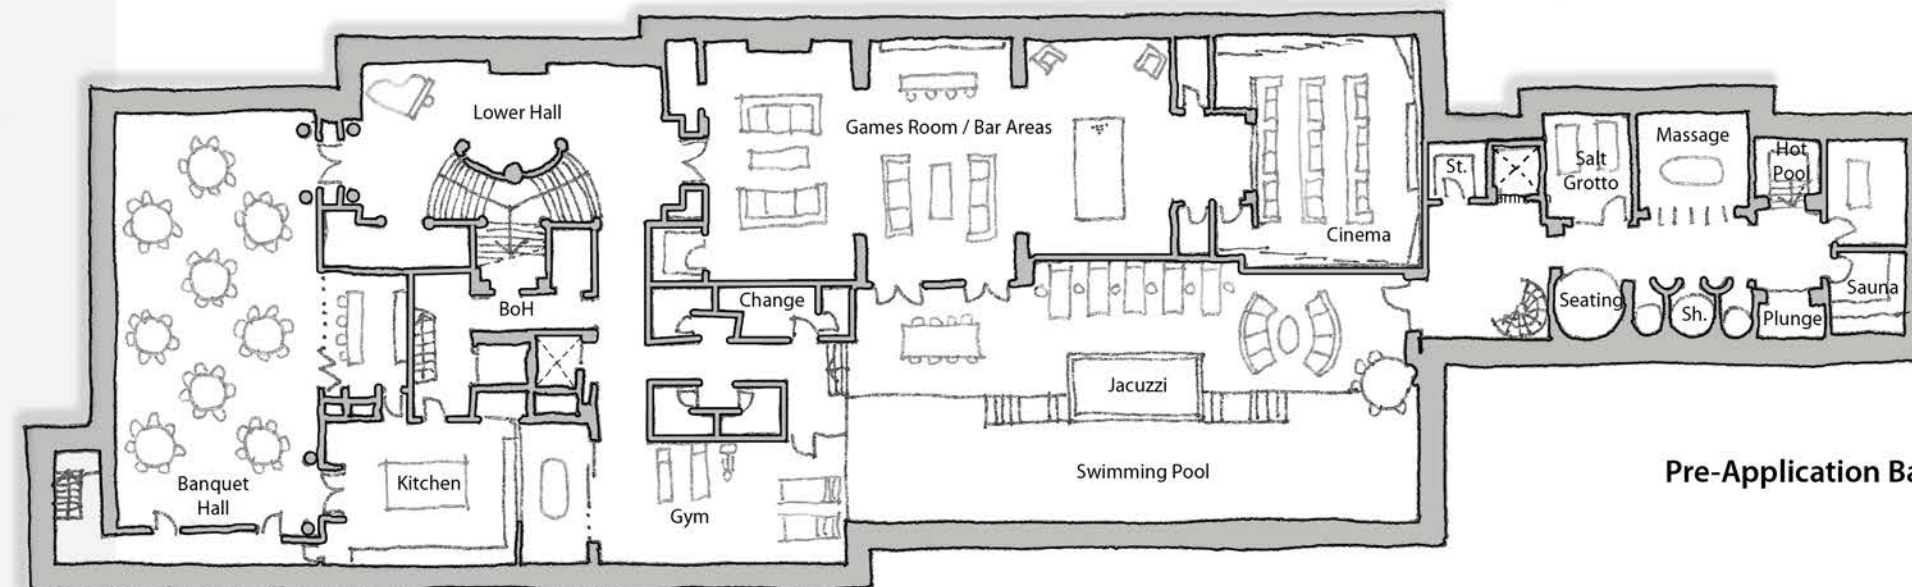 Lower Hall
Games Room / Bar Areas
Cinema
St.
Salt
Grotto
Massage
Hot
Pool
Sauna
Seating
Sh.
Plunge
BoH
Change
Jacuzzi
Swimming Pool
Banquet
Hall
Kitchen
Gym
Pre-Application Ba